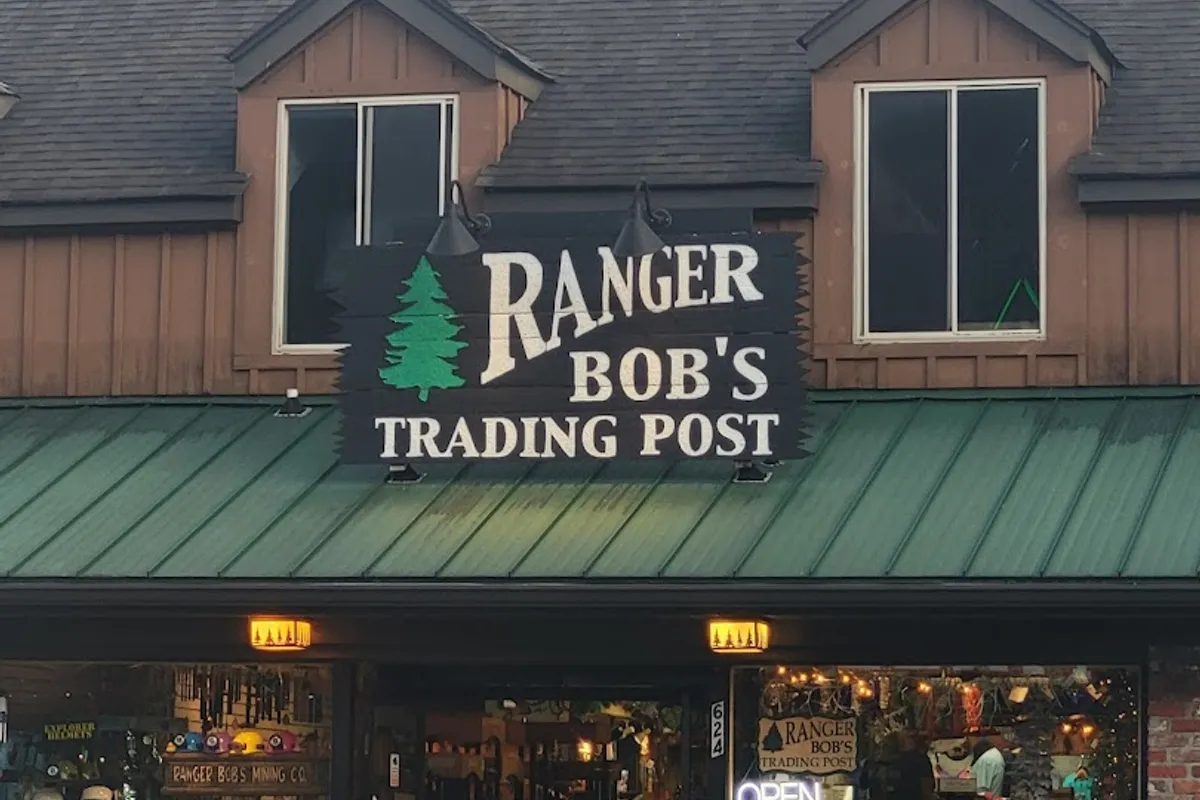 RANGER
BOB'S
TRADING POST
EXPLORER
HELMETS
RANGER BOB'S MINING CO.
624
RANGER
BOB'S
TRADING POST
OPEN